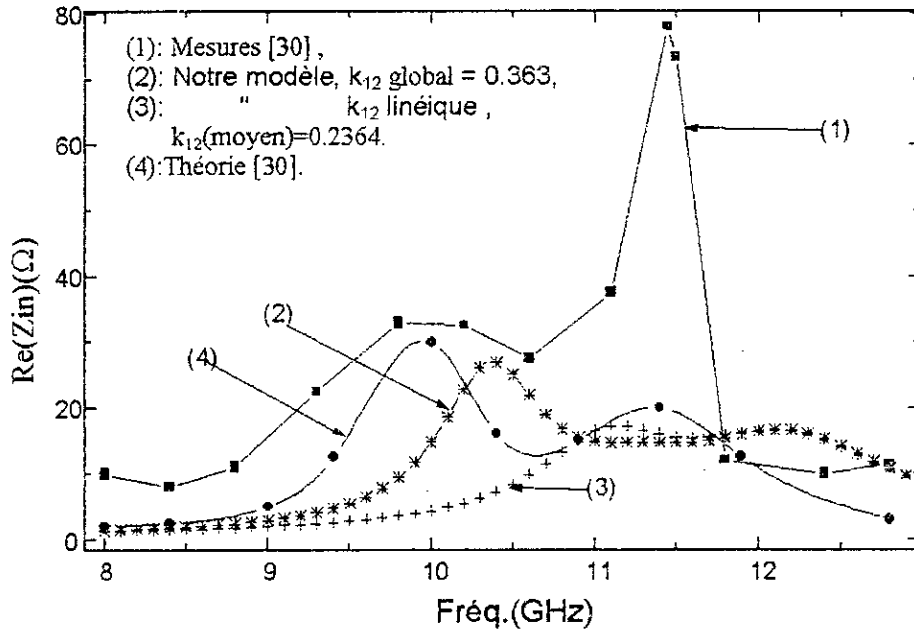 80
60
40
20
0
Re(Zin)(Ω)
(1): Mesures [30] ,
(2): Notre modèle, k12 global = 0.363,
(3): " k12 linéique ,
k12(moyen)=0.2364.
(4):Théorie [30].
(1)
(2)
(4)
(3)
8 9 10 11 12
Fréq.(GHz)